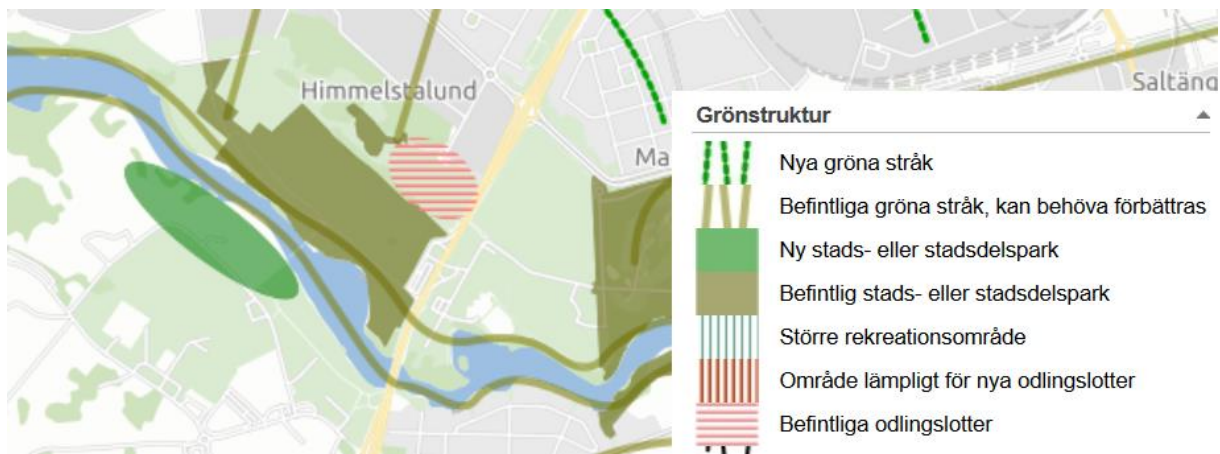 Himmelstalund
Saltäng
Ma
Grönstruktur
Nya gröna stråk
Befintliga gröna stråk, kan behöva förbättras
Ny stads- eller stadsdelspark
Befintlig stads- eller stadsdelspark
Större rekreationsområde
Område lämpligt för nya odlingslotter
Befintliga odlingslotter